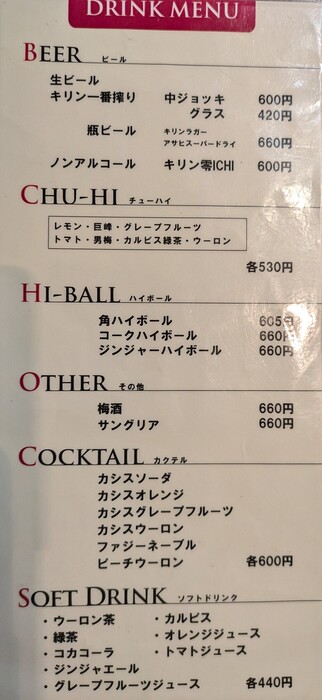 DRINK MENU
BEER ビール
生ビール
キリン一番搾り 中ジョッキ 600円
グラス 420円
瓶ビール キリンラガー
アサヒスーパードライ 660円
ノンアルコール キリン零ICHI 600円
CHU-HI チューハイ
レモン・巨峰・グレープフルーツ
トマト・男梅・カルピス緑茶・ウーロン
各530円
HI-BALL ハイボール
角ハイボール 605円
コークハイボール 660円
ジンジャーハイボール 660円
OTHER その他
梅酒 660円
サングリア 660円
COCKTAIL カクテル
カシスソーダ
カシスオレンジ
カシスグレープフルーツ
カシスウーロン
ファジーネーブル
ピーチウーロン 各600円
SOFT DRINK ソフトドリンク
・ウーロン茶 ・カルピス
・緑茶 ・オレンジジュース
・コカコーラ ・トマトジュース
・ジンジャエール
・グレープフルーツジュース 各440円